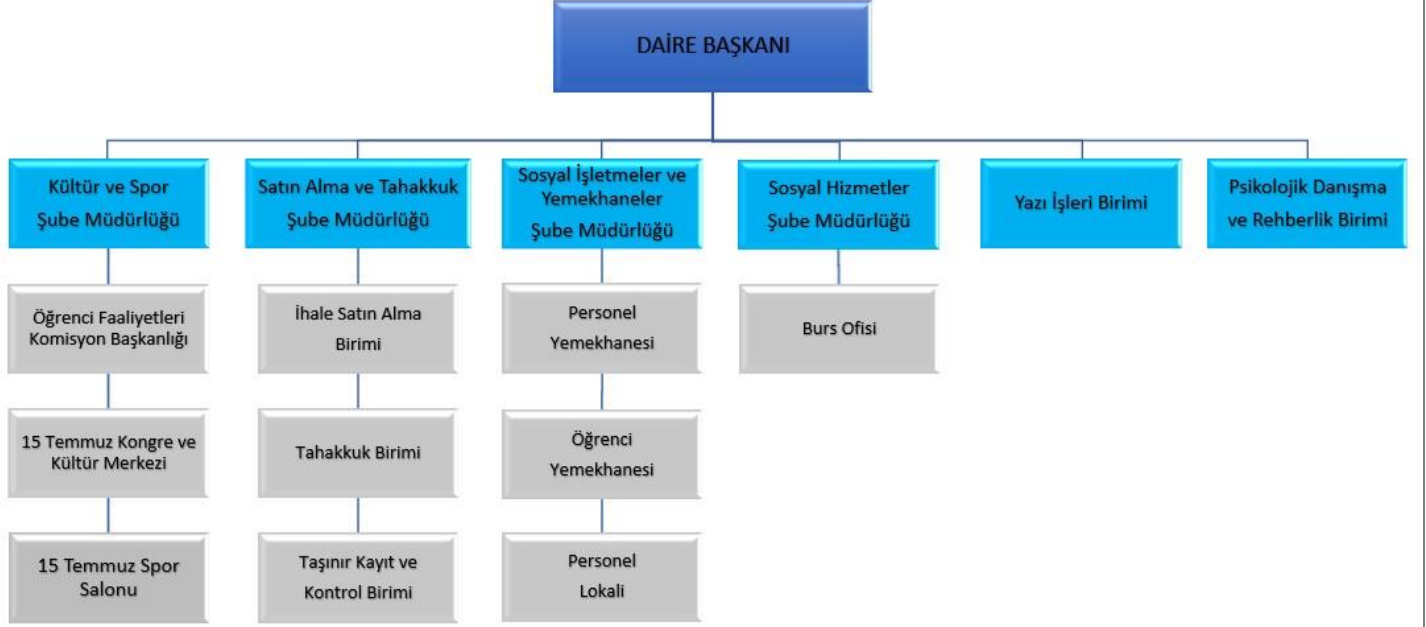 DAİRE BAŞKANI
Kültür ve Spor
Şube Müdürlüğü
Satın Alma ve Tahakkuk
Şube Müdürlüğü
Sosyal İşletmeler ve
Yemekhaneler
Şube Müdürlüğü
Sosyal Hizmetler
Şube Müdürlüğü
Yazı İşleri Birimi
Psikolojik Danışma
ve Rehberlik Birimi
Öğrenci Faaliyetleri
Komisyon Başkanlığı
İhale Satın Alma
Birimi
Personel
Yemekhanesi
Burs Ofisi
15 Temmuz Kongre ve
Kültür Merkezi
Tahakkuk Birimi
Öğrenci
Yemekhanesi
15 Temmuz Spor
Salonu
Taşınır Kayıt ve
Kontrol Birimi
Personel
Lokali